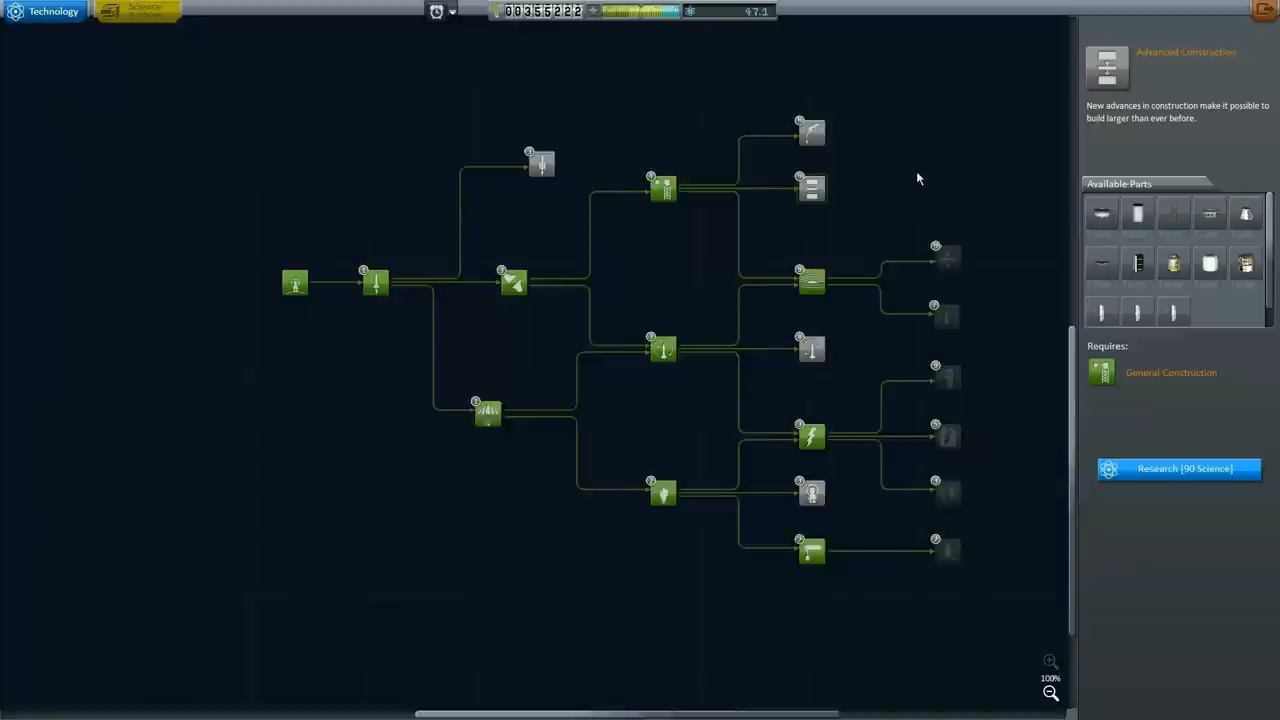 Technology
Science
00355222
47.1
Advanced Construction
New advances in construction make it possible to
build larger than ever before.
Available Parts
Requires:
General Construction
Research [90 Science]
100%